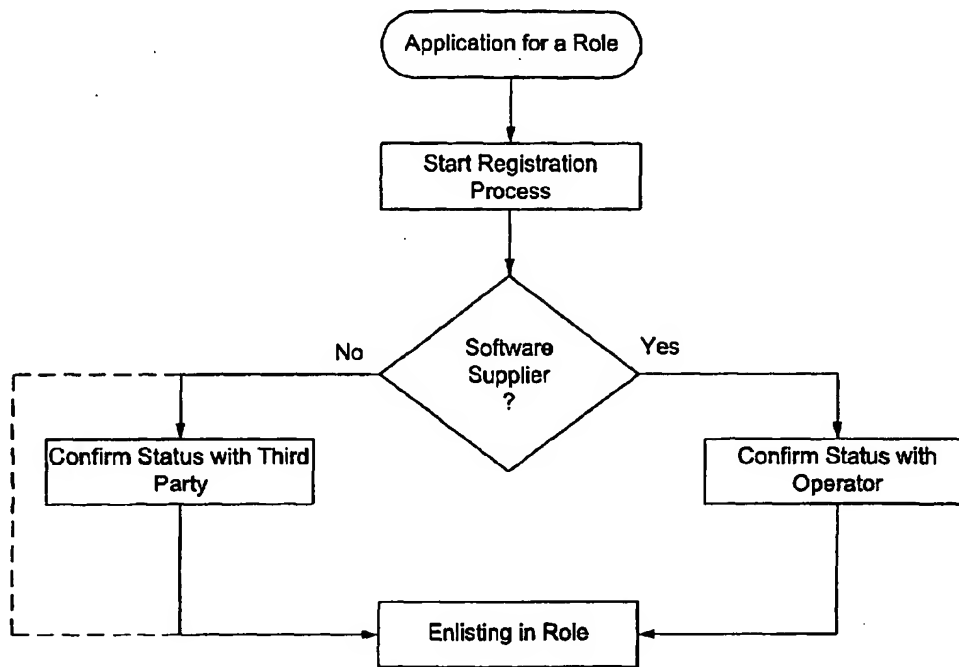 Application for a Role
Start Registration
Process
Software
Supplier
?
No
Yes
Confirm Status with Third
Party
Confirm Status with
Operator
Enlisting in Role